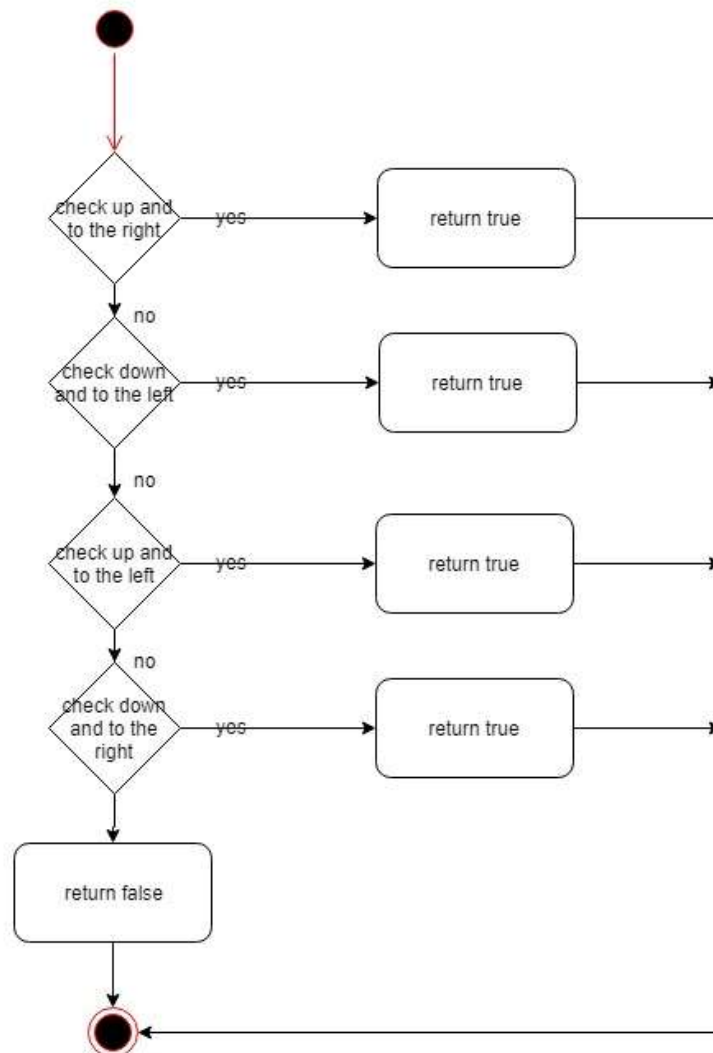 check up and
to the right
yes
return true
no
check down
and to the left
yes
return true
no
check up and
to the left
yes
return true
no
check down
and to the
right
yes
return true
return false